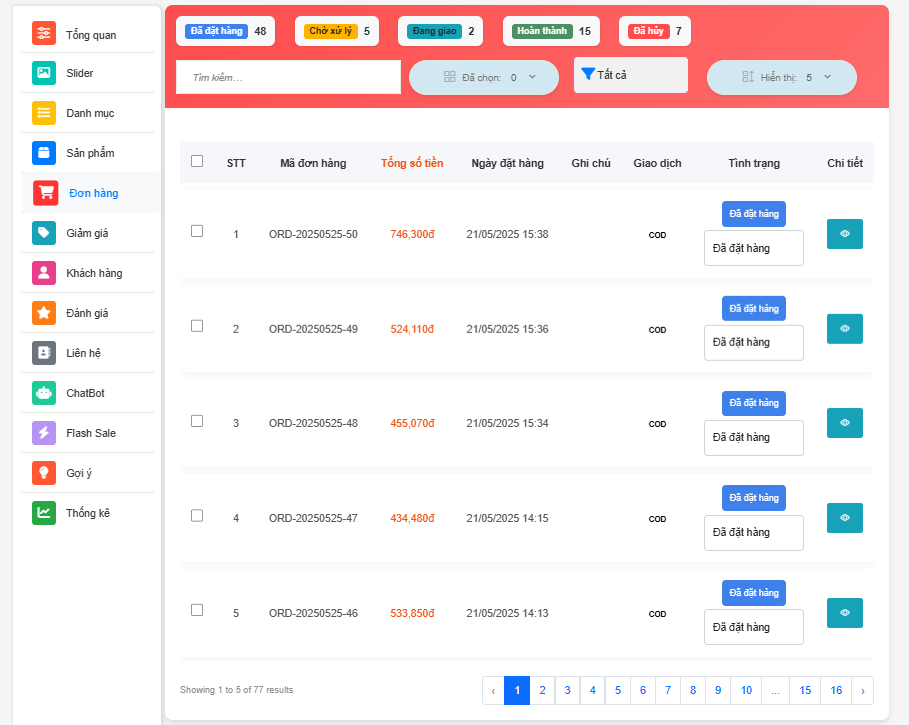 Tổng quan
Slider
Danh mục
Sản phẩm
Đơn hàng
Giảm giá
Khách hàng
Đánh giá
Liên hệ
ChatBot
Flash Sale
Gợi ý
Thống kê
Đã đặt hàng 48 Chờ xử lý 5 Đang giao 2 Hoàn thành 15 Đã hủy 7
Tìm kiếm... Đã chọn: 0 Tất cả Hiển thị: 5
STT Mã đơn hàng Tổng số tiền Ngày đặt hàng Ghi chú Giao dịch Tình trạng Chi tiết
Đã đặt hàng
1 ORD-20250525-50 746,300đ 21/05/2025 15:38 COD
Đã đặt hàng
Đã đặt hàng
2 ORD-20250525-49 524,110đ 21/05/2025 15:36 COD
Đã đặt hàng
Đã đặt hàng
3 ORD-20250525-48 455,070đ 21/05/2025 15:34 COD
Đã đặt hàng
Đã đặt hàng
4 ORD-20250525-47 434,480đ 21/05/2025 14:15 COD
Đã đặt hàng
Đã đặt hàng
5 ORD-20250525-46 533,850đ 21/05/2025 14:13 COD
Đã đặt hàng
Showing 1 to 5 of 77 results ‹ 1 2 3 4 5 6 7 8 9 10 ... 15 16 ›